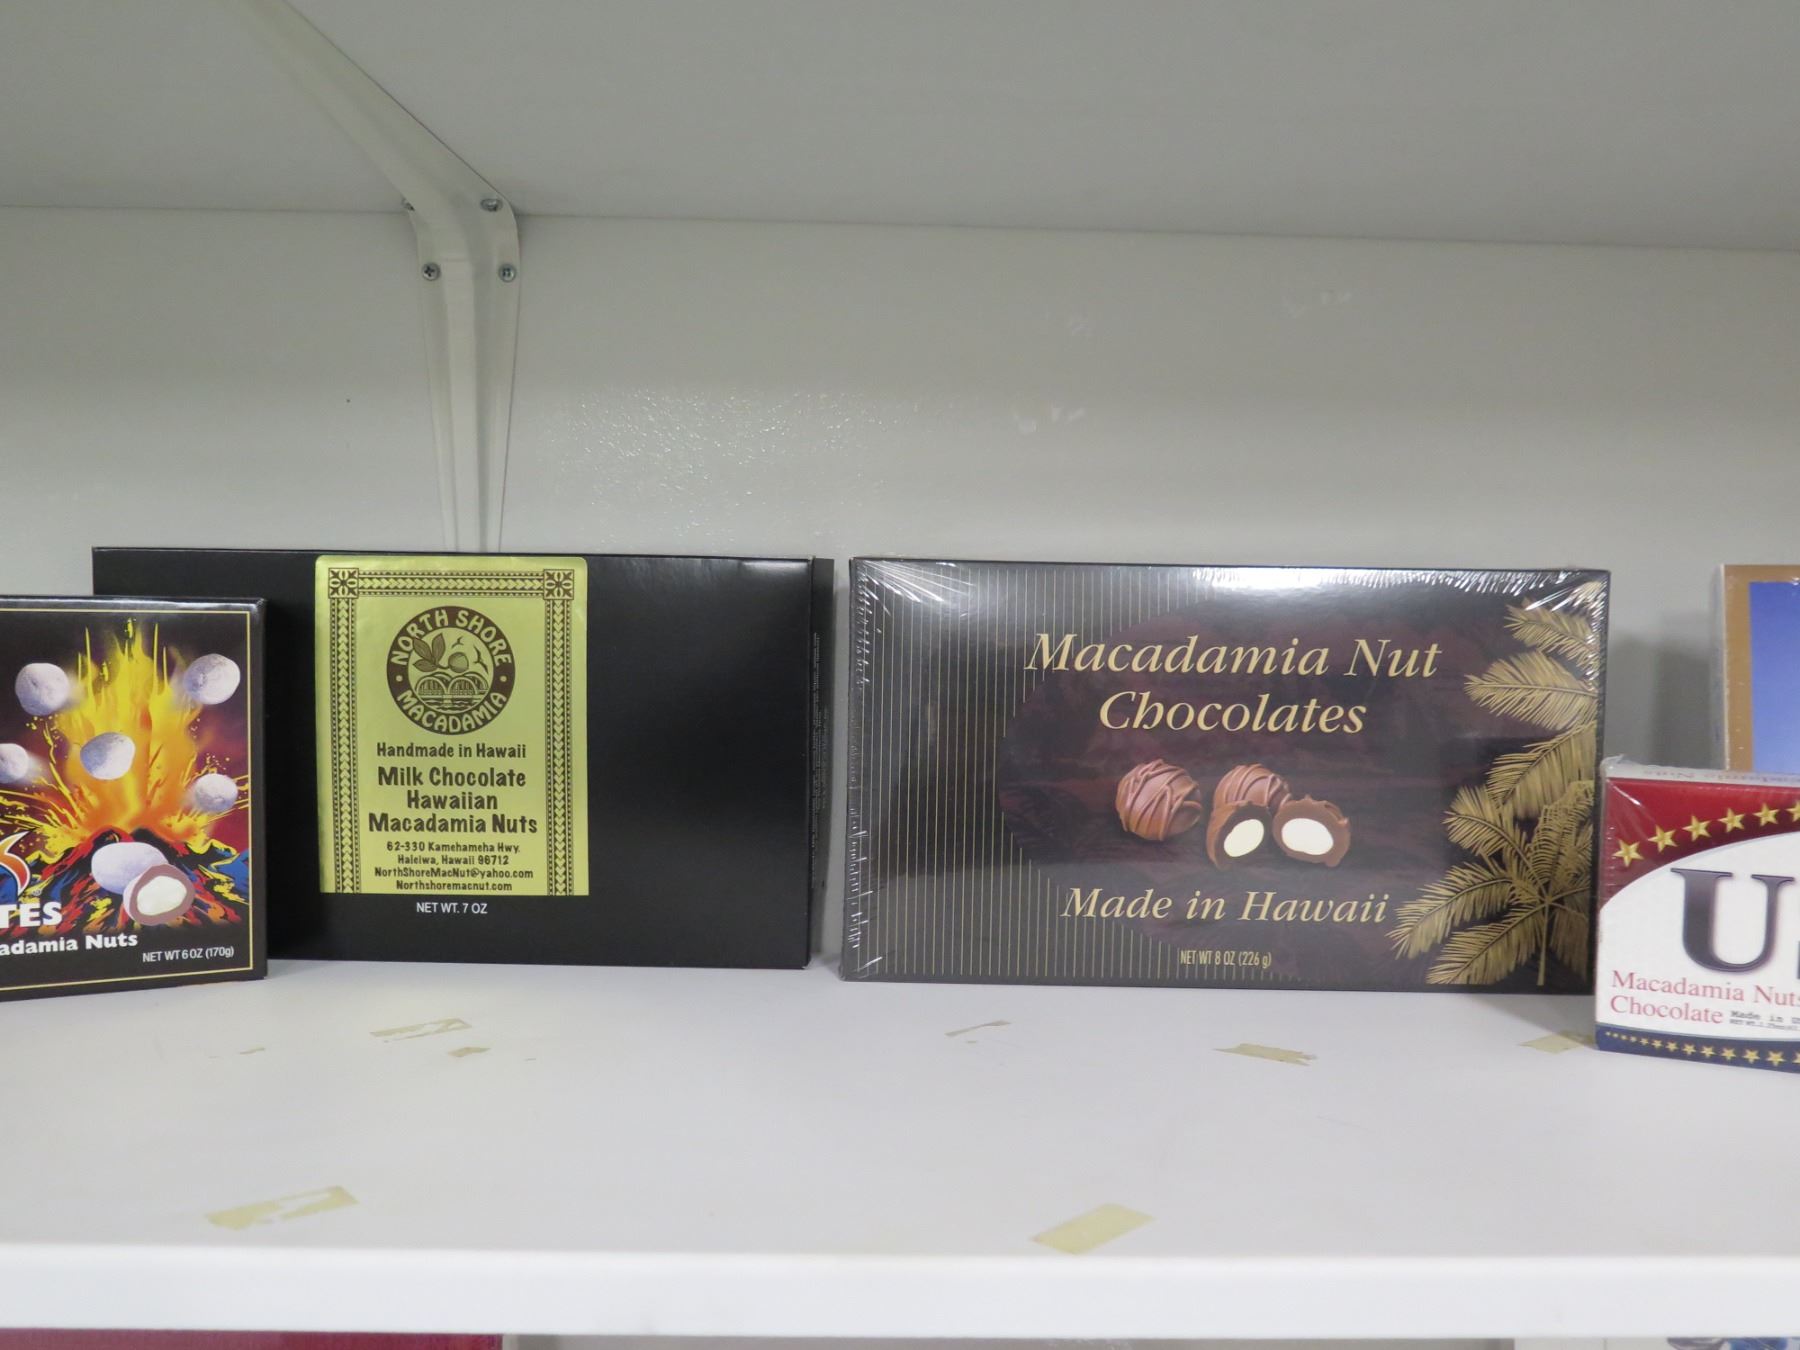 TES
adamia Nuts
NET WT 6 OZ (170g)
NORTH SHORE
MACADAMIA
Handmade in Hawaii
Milk Chocolate
Hawaiian
Macadamia Nuts
62-330 Kamehameha Hwy.
Haleiwa, Hawaii 96712
NorthShoreMacNut@yahoo.com
Northshoremacnut.com
NET WT. 7 OZ
Macadamia Nut
Chocolates
Made in Hawaii
NET WT 8 OZ (226 g)
U
Macadamia Nuts
Chocolate Made in